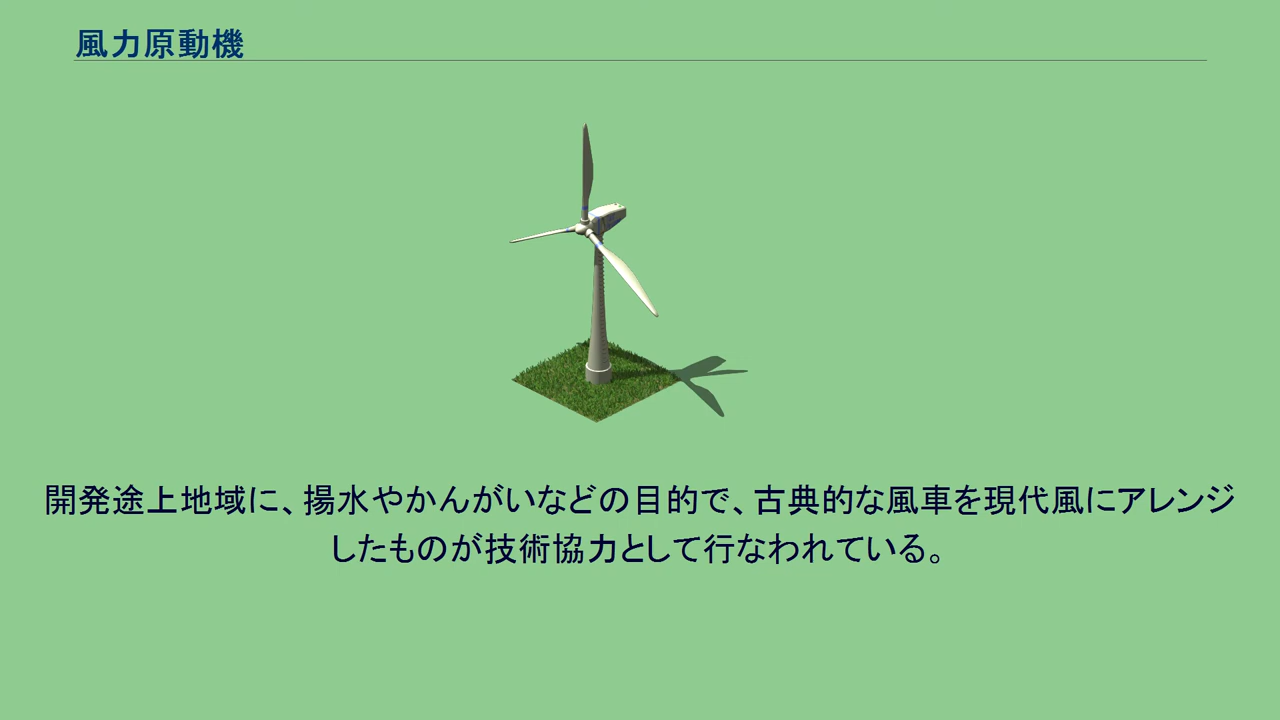 風力原動機
開発途上地域に、揚水やかんがいなどの目的で、古典的な風車を現代風にアレンジ
したものが技術協力として行なわれている。